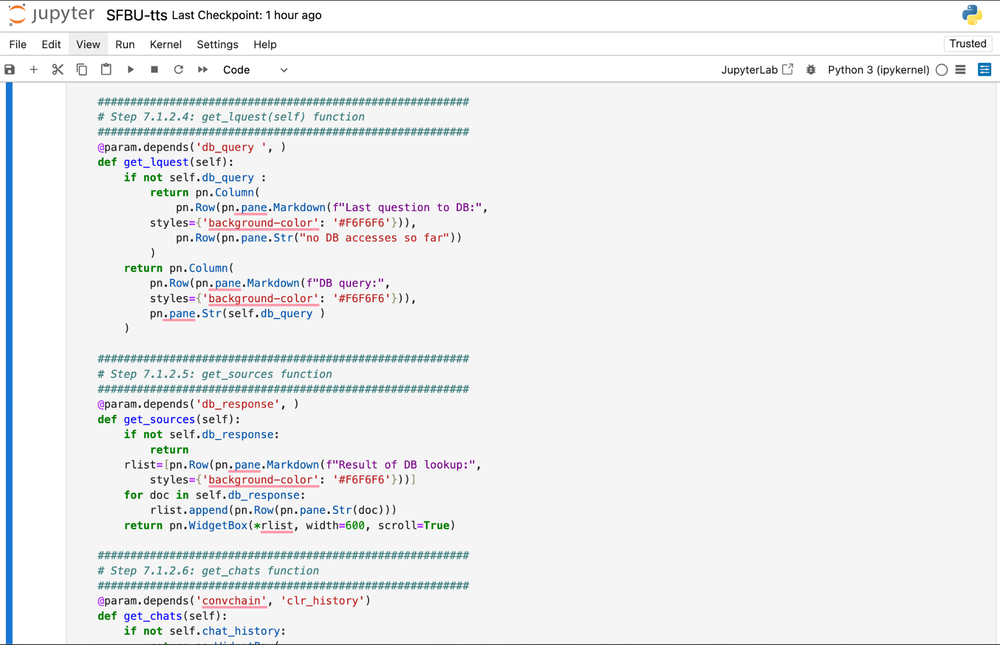 jupyter SFBU-tts Last Checkpoint: 1 hour ago
File Edit View Run Kernel Settings Help Trusted
Code JupyterLab Python 3 (ipykernel)
#########################################################
# Step 7.1.2.4: get_lquest(self) function
#########################################################
@param.depends('db_query ', )
def get_lquest(self):
    if not self.db_query :
        return pn.Column(
            pn.Row(pn.pane.Markdown(f"Last question to DB:",
        styles={'background-color': '#F6F6F6'})),
            pn.Row(pn.pane.Str("no DB accesses so far"))
        )
    return pn.Column(
        pn.Row(pn.pane.Markdown(f"DB query:",
        styles={'background-color': '#F6F6F6'})),
        pn.pane.Str(self.db_query )
    )
#########################################################
# Step 7.1.2.5: get_sources function
#########################################################
@param.depends('db_response', )
def get_sources(self):
    if not self.db_response:
        return
    rlist=[pn.Row(pn.pane.Markdown(f"Result of DB lookup:",
        styles={'background-color': '#F6F6F6'}))]
    for doc in self.db_response:
        rlist.append(pn.Row(pn.pane.Str(doc)))
    return pn.WidgetBox(*rlist, width=600, scroll=True)
#########################################################
# Step 7.1.2.6: get_chats function
#########################################################
@param.depends('convchain', 'clr_history')
def get_chats(self):
    if not self.chat_history: